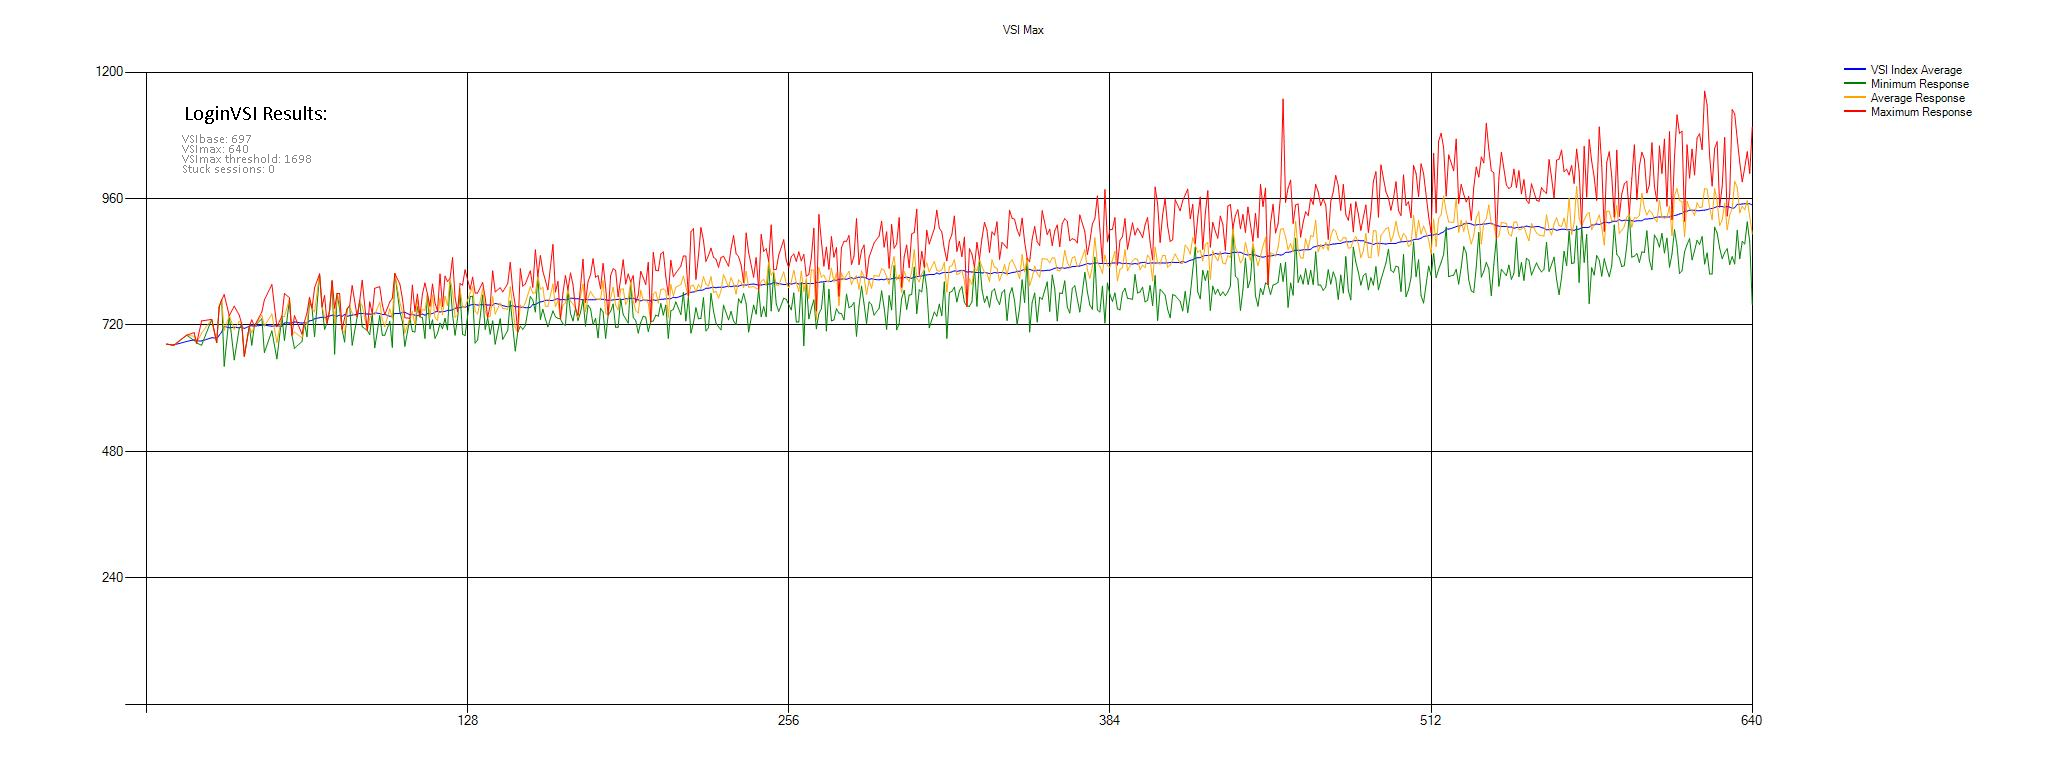 VSI Max
1200
960
720
480
240
LoginVSI Results:
VSIbase: 697
VSImax: 640
VSImax threshold: 1698
Stuck sessions: 0
VSI Index Average
Minimum Response
Average Response
Maximum Response
128
256
384
512
640